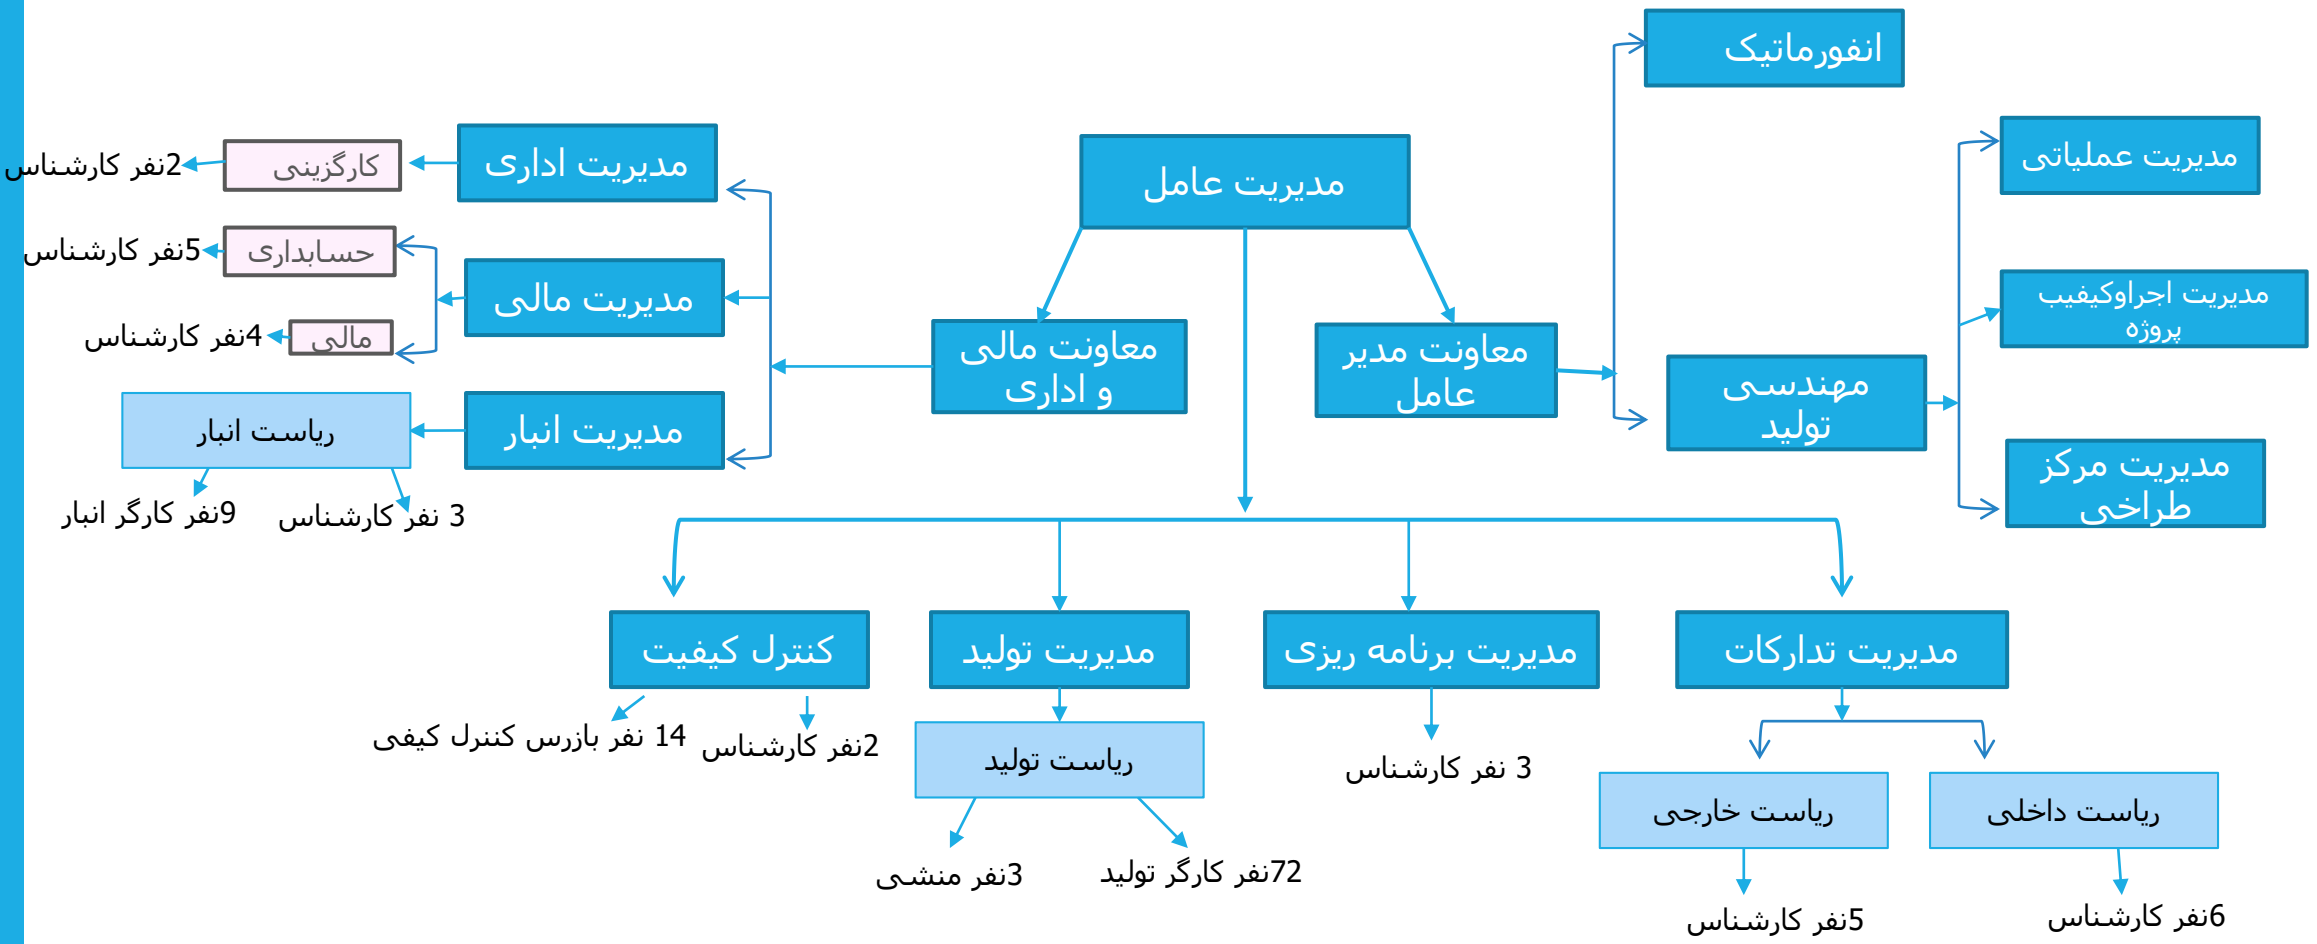 انفورماتیک
مدیریت عامل
مدیریت اداری
کارگزینی
2نفر کارشناس
مدیریت عملیاتی
حسابداری
5نفر کارشناس
مدیریت مالی
مالی
4نفر کارشناس
مدیریت اجراوکیفیب
پروژه
معاونت مدیر
عامل
معاونت مالی
و اداری
مهندسی
تولید
مدیریت انبار
ریاست انبار
3 نفر کارشناس
9نفر کارگر انبار
مدیریت مرکز
طراخی
مدیریت تدارکات
مدیریت برنامه ریزی
مدیریت تولید
کنترل کیفیت
2نفر کارشناس
14 نفر بازرس کننرل کیفی
3 نفر کارشناس
ریاست تولید
ریاست داخلی
ریاست خارجی
72نفر کارگر تولید
3نفر منشی
6نفر کارشناس
5نفر کارشناس